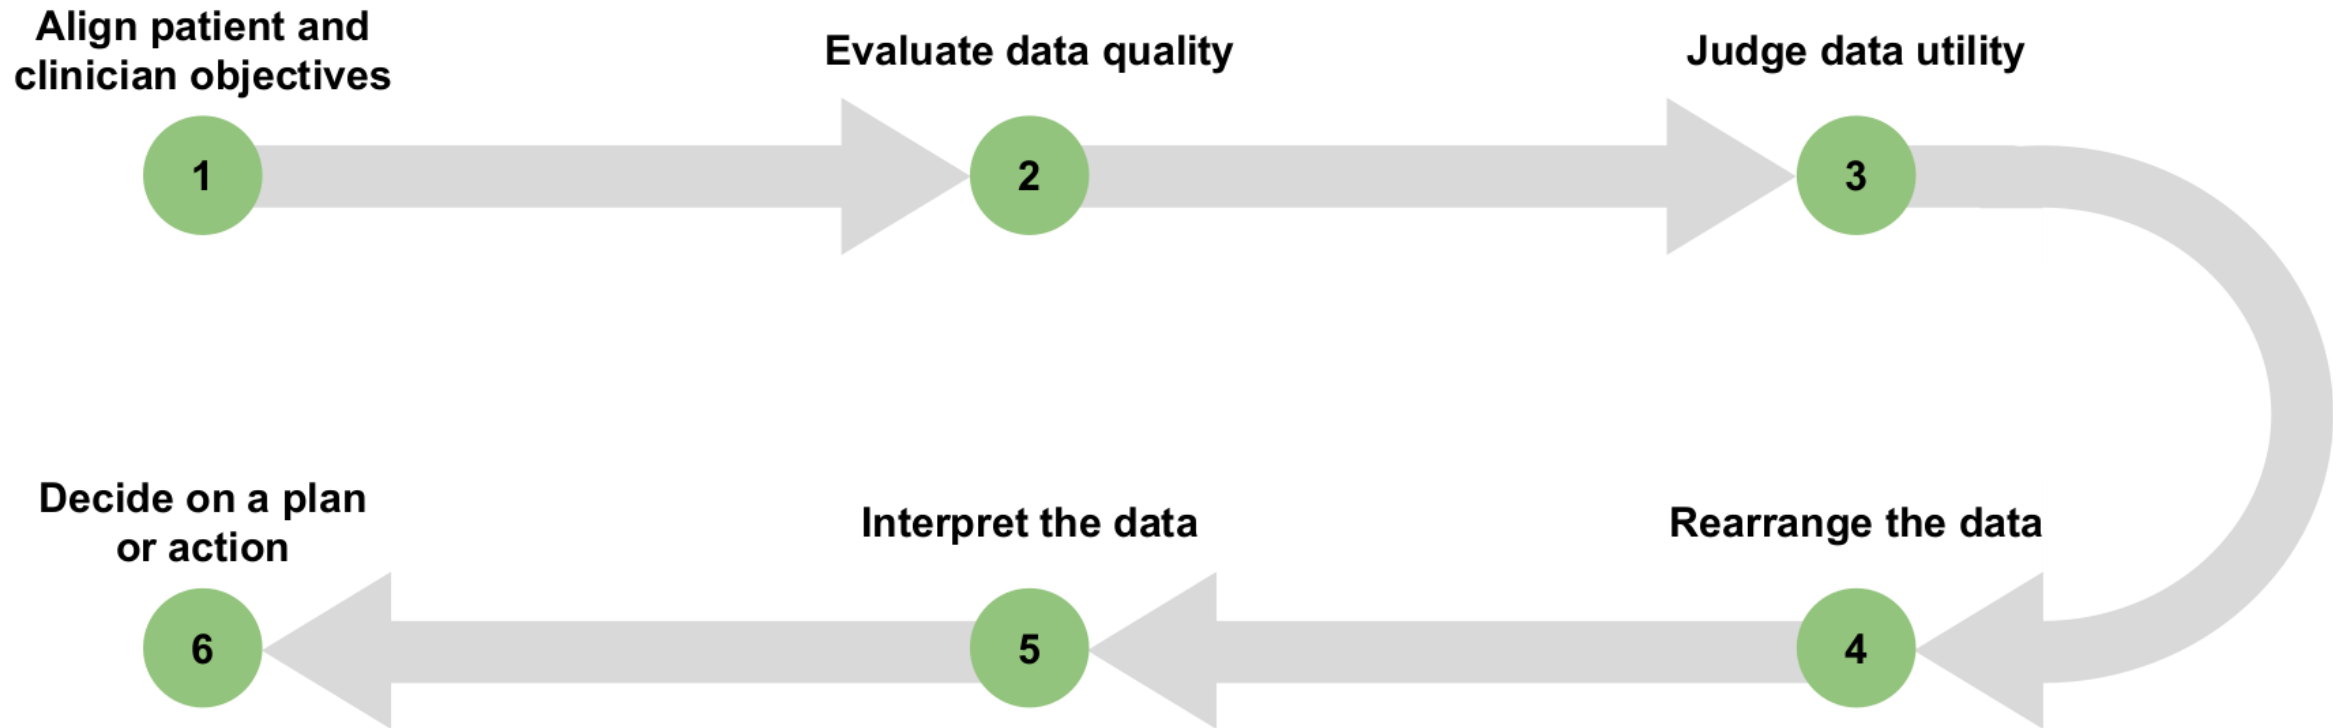 Align patient and
clinician objectives
1
Evaluate data quality
2
Judge data utility
3
Rearrange the data
4
Interpret the data
5
Decide on a plan
or action
6